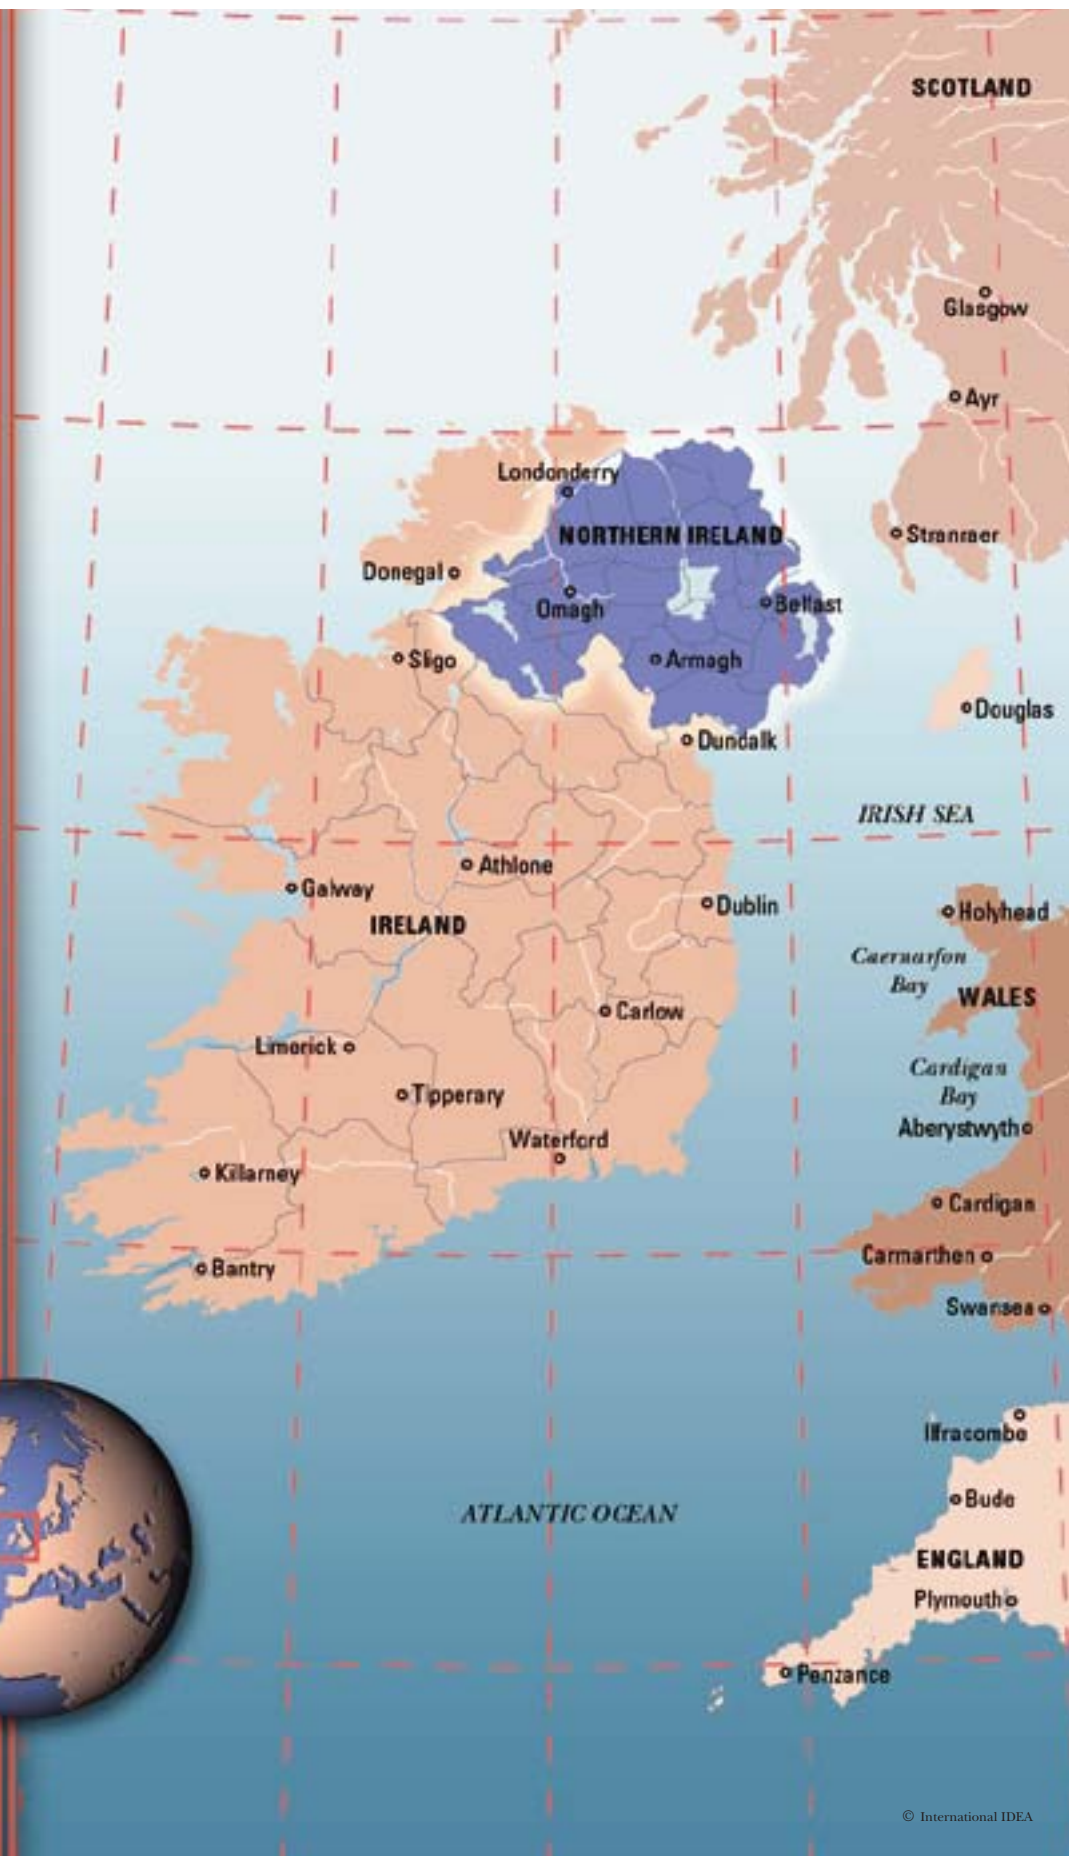 SCOTLAND
Glasgow
Ayr
Londonderry
NORTHERN IRELAND
Stranraer
Donegal
Omagh
Belfast
Sligo
Armagh
Douglas
Dundalk
IRISH SEA
Athlone
Galway
Dublin
Holyhead
IRELAND
Caernarfon
Bay
WALES
Carlow
Limerick
Cardigan
Bay
Tipperary
Aberystwyth
Waterford
Killarney
Cardigan
Carmarthen
Bantry
Swansea
Ilfracombe
Bude
ATLANTIC OCEAN
ENGLAND
Plymouth
Penzance
© International IDEA